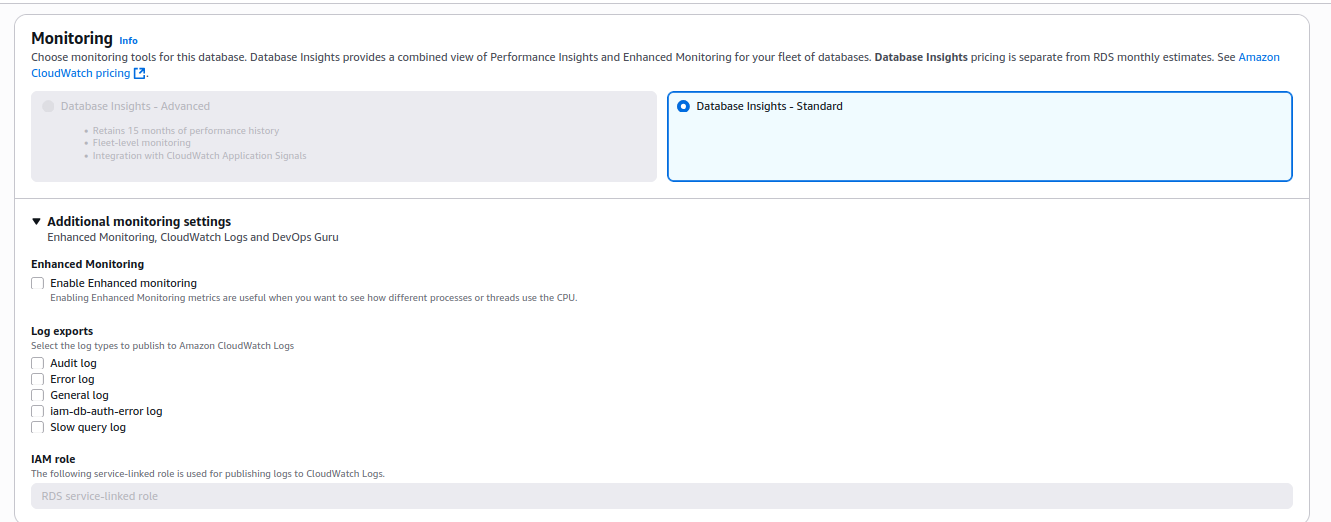 Monitoring Info
Choose monitoring tools for this database. Database Insights provides a combined view of Performance Insights and Enhanced Monitoring for your fleet of databases. Database Insights pricing is separate from RDS monthly estimates. See Amazon
CloudWatch pricing.
Database Insights - Advanced
• Retains 15 months of performance history
• Fleet-level monitoring
• Integration with CloudWatch Application Signals
Database Insights - Standard
Additional monitoring settings
Enhanced Monitoring, CloudWatch Logs and DevOps Guru
Enhanced Monitoring
Enable Enhanced monitoring
Enabling Enhanced Monitoring metrics are useful when you want to see how different processes or threads use the CPU.
Log exports
Select the log types to publish to Amazon CloudWatch Logs
Audit log
Error log
General log
iam-db-auth-error log
Slow query log
IAM role
The following service-linked role is used for publishing logs to CloudWatch Logs.
RDS service-linked role